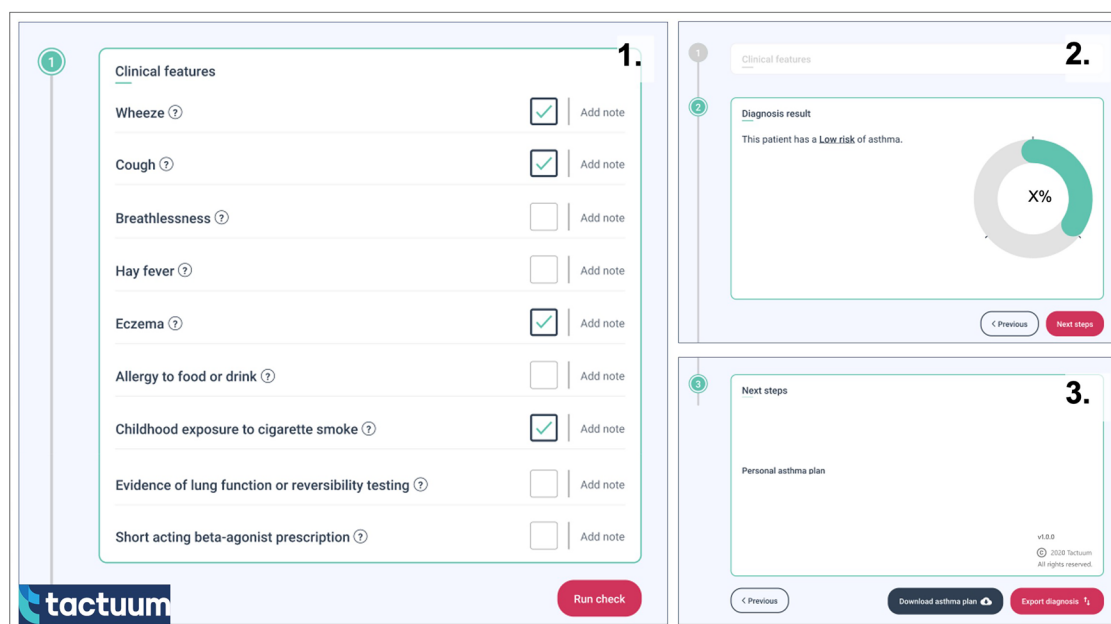 1
1.
Clinical features
Wheeze ?
Add note
Cough ?
Add note
Breathlessness ?
Add note
Hay fever ?
Add note
Eczema ?
Add note
Allergy to food or drink ?
Add note
Childhood exposure to cigarette smoke ?
Add note
Evidence of lung function or reversibility testing ?
Add note
Short acting beta-agonist prescription ?
Add note
tactuum
Run check
1
Clinical features
2.
2
Diagnosis result
This patient has a Low risk of asthma.
X%
< Previous
Next steps
3
Next steps
3.
Personal asthma plan
v1.0.0
© 2020 Tactuum
All rights reserved.
< Previous
Download asthma plan
Export diagnosis